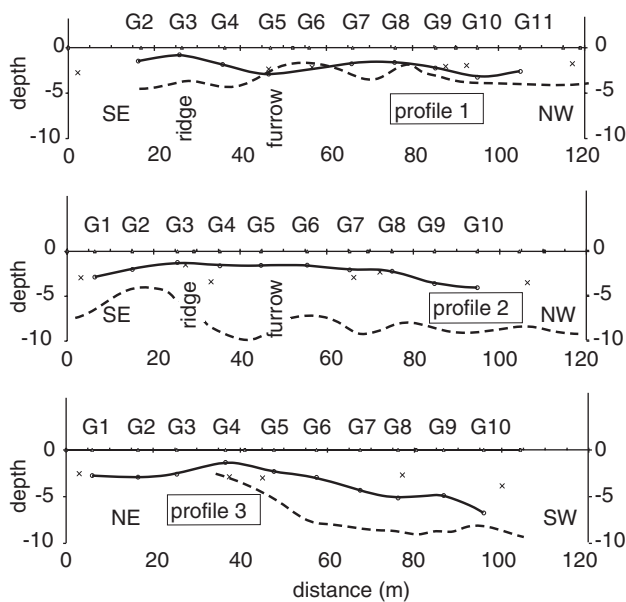 G2 G3 G4 G5 G6 G7 G8 G9 G10 G11
0 0
depth
-5 -5
SE ridge furrow profile 1 NW
-10 -10
0 20 40 60 80 100 120
G1 G2 G3 G4 G5 G6 G7 G8 G9 G10
0 0
depth
-5 -5
SE ridge furrow profile 2 NW
-10 -10
0 20 40 60 80 100 120
G1 G2 G3 G4 G5 G6 G7 G8 G9 G10
0 0
depth
-5 -5
NE profile 3 SW
-10 -10
0 20 40 60 80 100 120
distance (m)